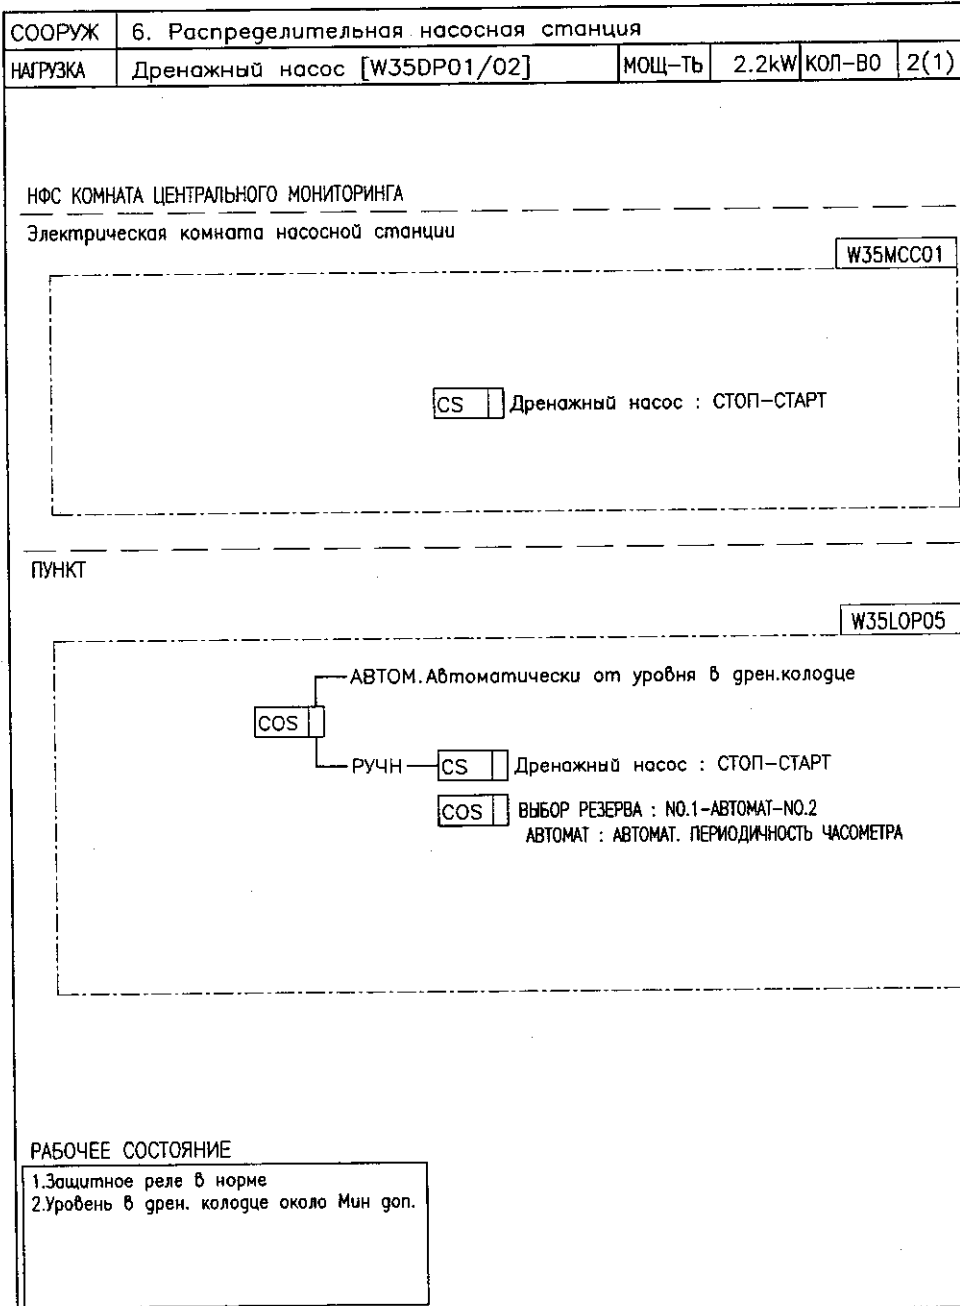 СООРУЖ 6. Распределительная насосная станция
НАГРУЗКА Дренажный насос [W35DP01/02] МОЩ-ТЬ 2.2kW КОЛ-ВО 2(1)
НФС КОМНАТА ЦЕНТРАЛЬНОГО МОНИТОРИНГА
Электрическая комната насосной станции
W35MCC01
CS Дренажный насос : СТОП-СТАРТ
ПУНКТ
W35LOP05
АВТОМ.Автоматически от уровня в дрен.колодце
COS
РУЧН CS Дренажный насос : СТОП-СТАРТ
COS ВЫБОР РЕЗЕРВА : NO.1-АВТОМАТ-NO.2
АВТОМАТ : АВТОМАТ. ПЕРИОДИЧНОСТЬ ЧАСОМЕТРА
РАБОЧЕЕ СОСТОЯНИЕ
1.Защитное реле в норме
2.Уровень в дрен. колодце около Мин доп.